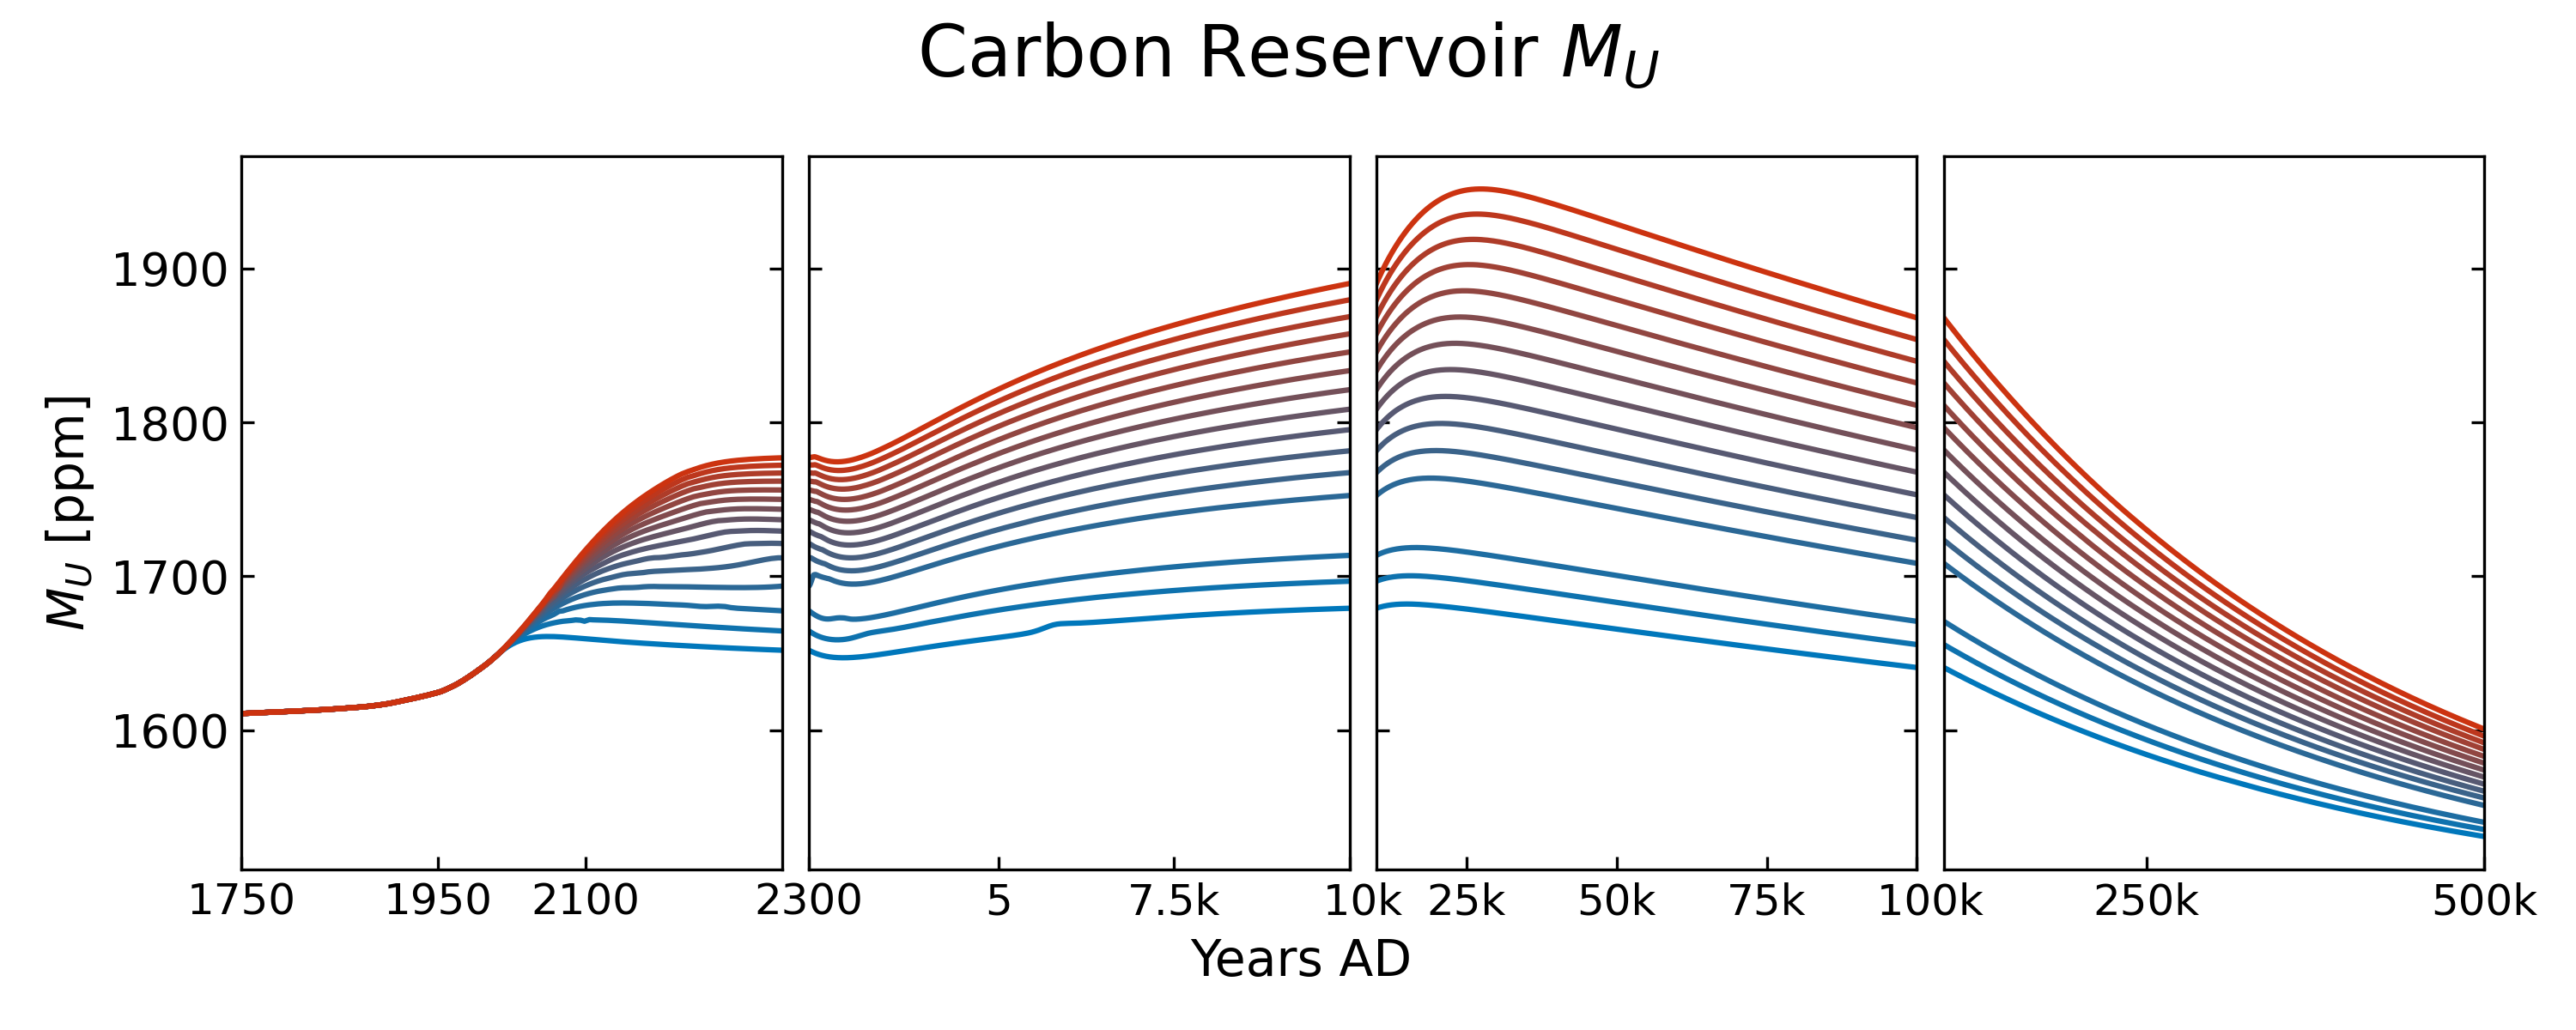 Carbon Reservoir M_U
M_U [ppm]
1900
1800
1700
1600
1750 1950 2100 2300 5 7.5k 10k 25k 50k 75k 100k 250k 500k
Years AD